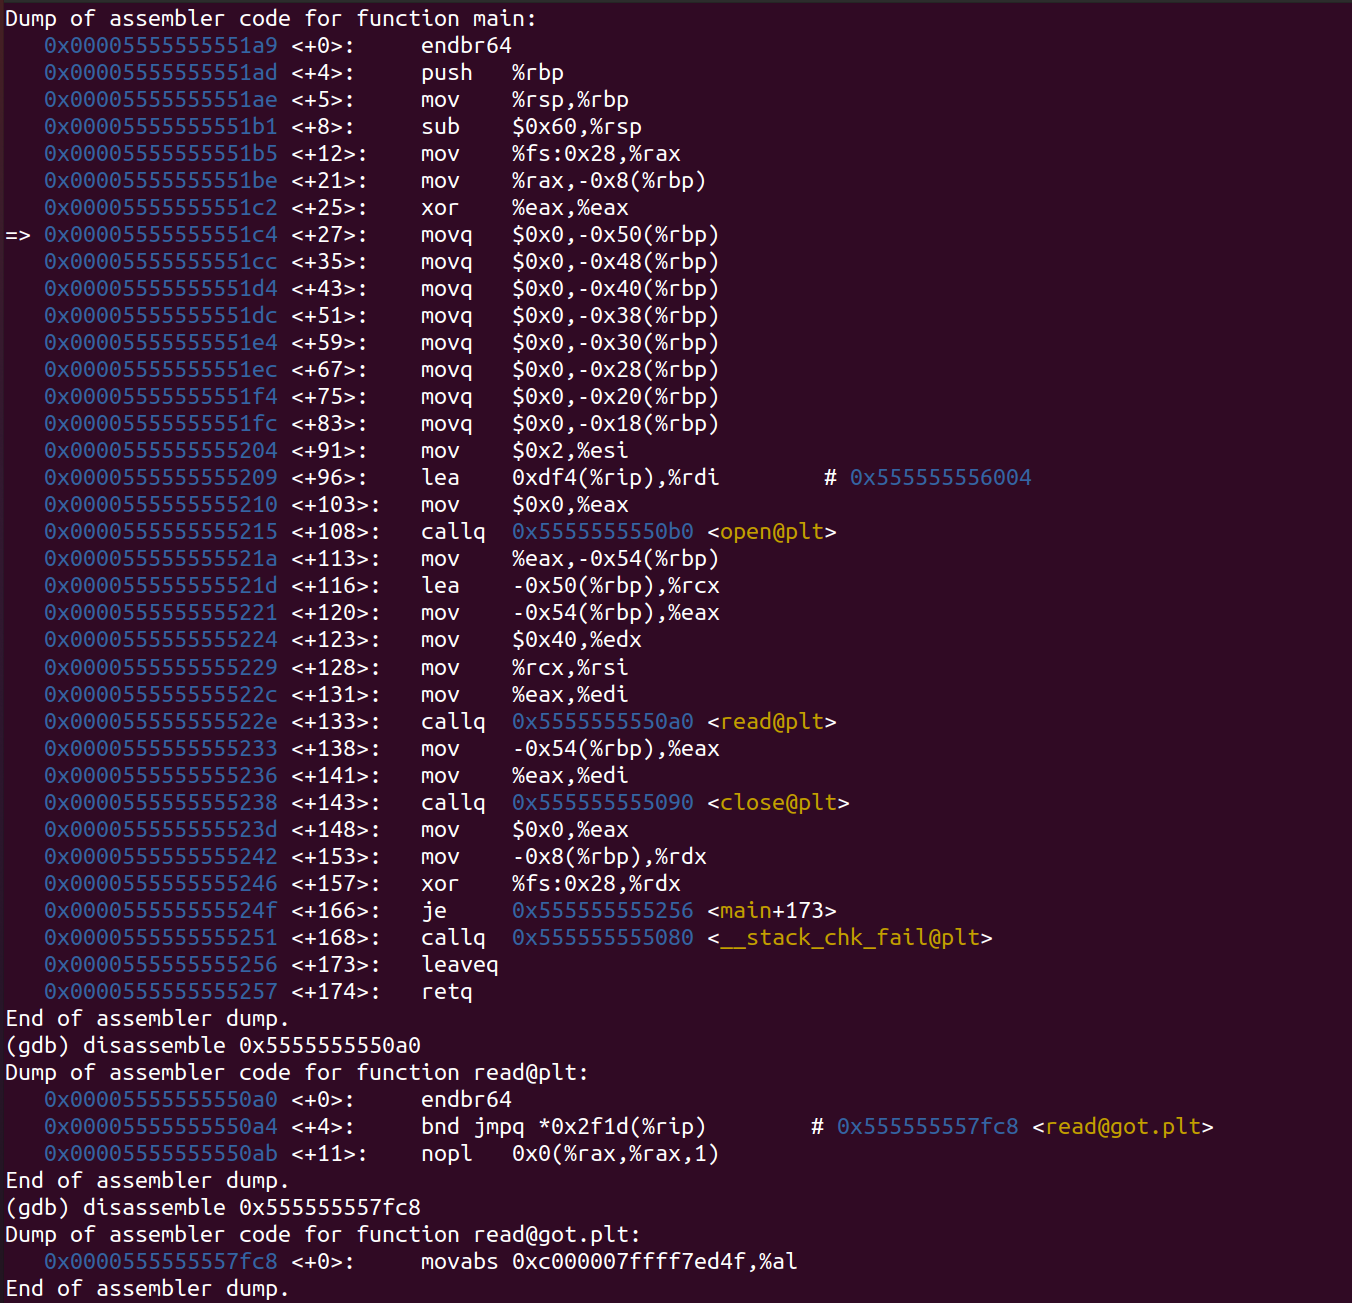 Dump of assembler code for function main:
   0x00005555555551a9 <+0>:     endbr64
   0x00005555555551ad <+4>:     push   %rbp
   0x00005555555551ae <+5>:     mov    %rsp,%rbp
   0x00005555555551b1 <+8>:     sub    $0x60,%rsp
   0x00005555555551b5 <+12>:    mov    %fs:0x28,%rax
   0x00005555555551be <+21>:    mov    %rax,-0x8(%rbp)
   0x00005555555551c2 <+25>:    xor    %eax,%eax
=> 0x00005555555551c4 <+27>:    movq   $0x0,-0x50(%rbp)
   0x00005555555551cc <+35>:    movq   $0x0,-0x48(%rbp)
   0x00005555555551d4 <+43>:    movq   $0x0,-0x40(%rbp)
   0x00005555555551dc <+51>:    movq   $0x0,-0x38(%rbp)
   0x00005555555551e4 <+59>:    movq   $0x0,-0x30(%rbp)
   0x00005555555551ec <+67>:    movq   $0x0,-0x28(%rbp)
   0x00005555555551f4 <+75>:    movq   $0x0,-0x20(%rbp)
   0x00005555555551fc <+83>:    movq   $0x0,-0x18(%rbp)
   0x0000555555555204 <+91>:    mov    $0x2,%esi
   0x0000555555555209 <+96>:    lea    0xdf4(%rip),%rdi        # 0x555555556004
   0x0000555555555210 <+103>:   mov    $0x0,%eax
   0x0000555555555215 <+108>:   callq  0x5555555550b0 <open@plt>
   0x000055555555521a <+113>:   mov    %eax,-0x54(%rbp)
   0x000055555555521d <+116>:   lea    -0x50(%rbp),%rcx
   0x0000555555555221 <+120>:   mov    -0x54(%rbp),%eax
   0x0000555555555224 <+123>:   mov    $0x40,%edx
   0x0000555555555229 <+128>:   mov    %rcx,%rsi
   0x000055555555522c <+131>:   mov    %eax,%edi
   0x000055555555522e <+133>:   callq  0x5555555550a0 <read@plt>
   0x0000555555555233 <+138>:   mov    -0x54(%rbp),%eax
   0x0000555555555236 <+141>:   mov    %eax,%edi
   0x0000555555555238 <+143>:   callq  0x555555555090 <close@plt>
   0x000055555555523d <+148>:   mov    $0x0,%eax
   0x0000555555555242 <+153>:   mov    -0x8(%rbp),%rdx
   0x0000555555555246 <+157>:   xor    %fs:0x28,%rdx
   0x000055555555524f <+166>:   je     0x555555555256 <main+173>
   0x0000555555555251 <+168>:   callq  0x555555555080 <__stack_chk_fail@plt>
   0x0000555555555256 <+173>:   leaveq
   0x0000555555555257 <+174>:   retq
End of assembler dump.
(gdb) disassemble 0x5555555550a0
Dump of assembler code for function read@plt:
   0x00005555555550a0 <+0>:     endbr64
   0x00005555555550a4 <+4>:     bnd jmpq *0x2f1d(%rip)        # 0x555555557fc8 <read@got.plt>
   0x00005555555550ab <+11>:    nopl   0x0(%rax,%rax,1)
End of assembler dump.
(gdb) disassemble 0x555555557fc8
Dump of assembler code for function read@got.plt:
   0x0000555555557fc8 <+0>:     movabs 0xc000007ffff7ed4f,%al
End of assembler dump.